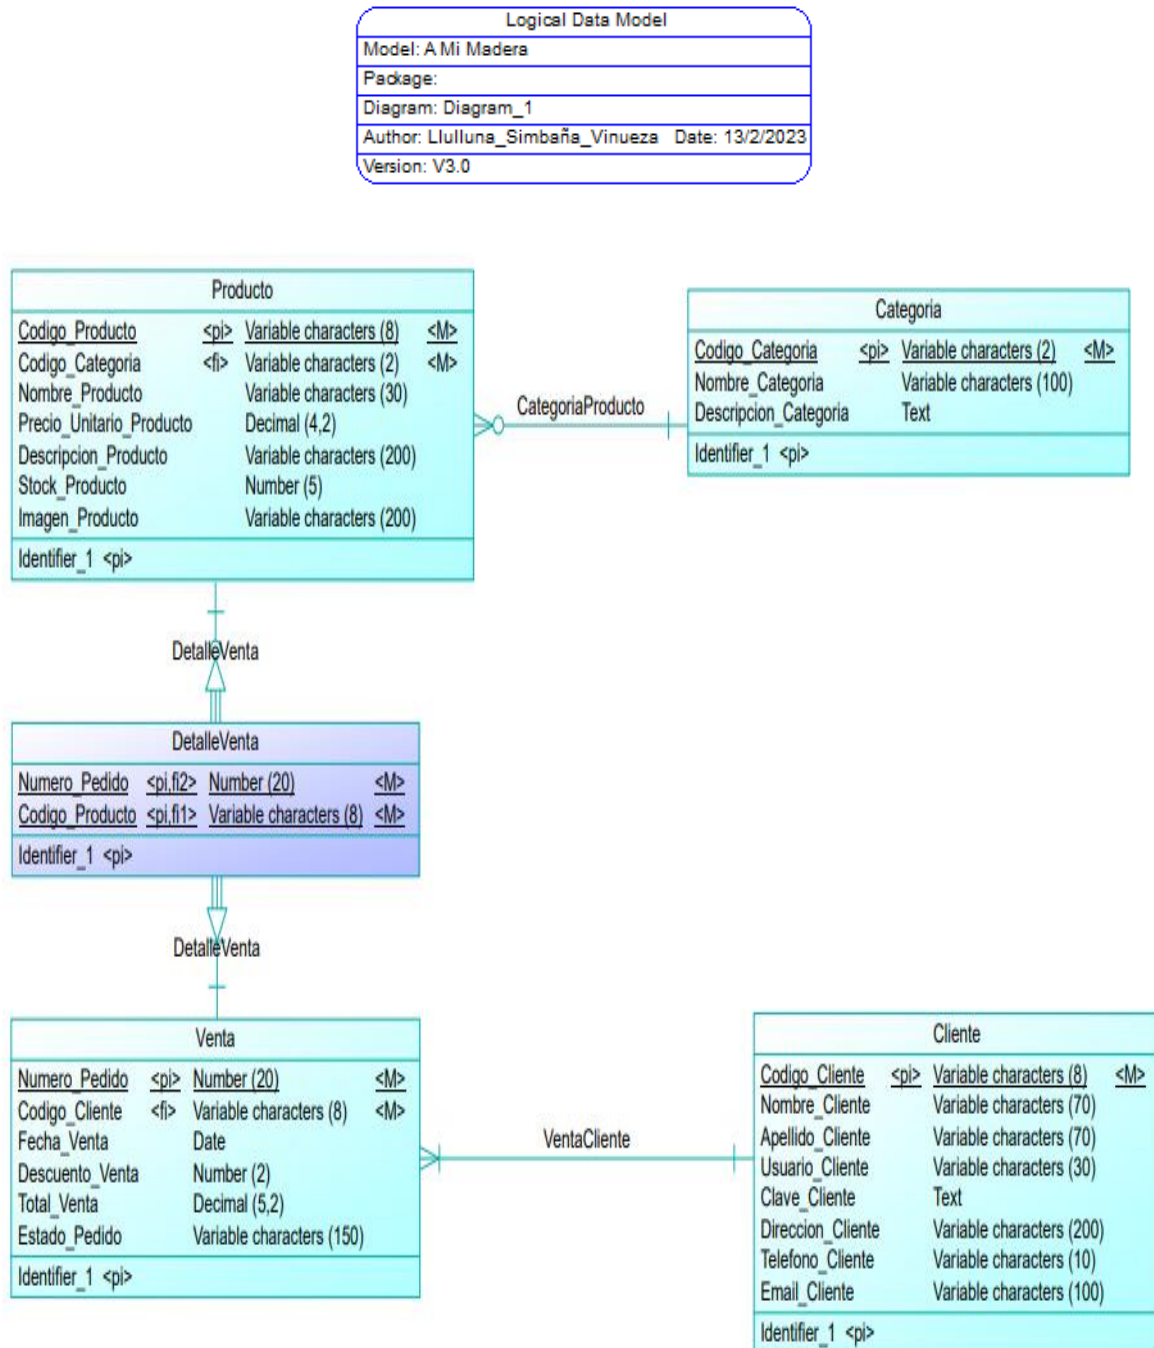 Logical Data Model
Model: A Mi Madera
Package:
Diagram: Diagram_1
Author: Llulluna_Simbaña_Vinueza Date: 13/2/2023
Version: V3.0
Producto
Codigo_Producto <pi> Variable characters (8) <M>
Codigo_Categoria <fi> Variable characters (2) <M>
Nombre_Producto Variable characters (30)
Precio_Unitario_Producto Decimal (4,2)
Descripcion_Producto Variable characters (200)
Stock_Producto Number (5)
Imagen_Producto Variable characters (200)
Identifier_1 <pi>
CategoriaProducto
Categoria
Codigo_Categoria <pi> Variable characters (2) <M>
Nombre_Categoria Variable characters (100)
Descripcion_Categoria Text
Identifier_1 <pi>
DetalleVenta
DetalleVenta
Numero_Pedido <pi,fi2> Number (20) <M>
Codigo_Producto <pi,fi1> Variable characters (8) <M>
Identifier_1 <pi>
DetalleVenta
Venta
Numero_Pedido <pi> Number (20) <M>
Codigo_Cliente <fi> Variable characters (8) <M>
Fecha_Venta Date
Descuento_Venta Number (2)
Total_Venta Decimal (5,2)
Estado_Pedido Variable characters (150)
Identifier_1 <pi>
VentaCliente
Cliente
Codigo_Cliente <pi> Variable characters (8) <M>
Nombre_Cliente Variable characters (70)
Apellido_Cliente Variable characters (70)
Usuario_Cliente Variable characters (30)
Clave_Cliente Text
Direccion_Cliente Variable characters (200)
Telefono_Cliente Variable characters (10)
Email_Cliente Variable characters (100)
Identifier_1 <pi>